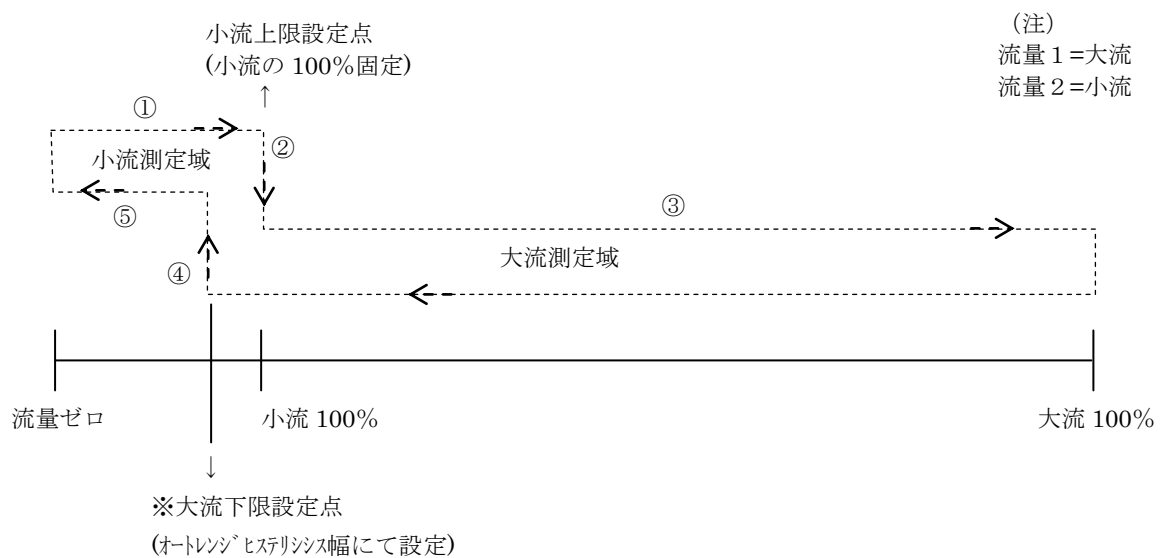 小流上限設定点
(小流の 100%固定)
↑
（注）
流量１=大流
流量２=小流
①
②
小流測定域
⑤
③
④
大流測定域
流量ゼロ
小流 100%
大流 100%
↓
※大流下限設定点
(ｵｰﾄﾚﾝｼﾞﾋｽﾃﾘｼｼｽ幅にて設定)